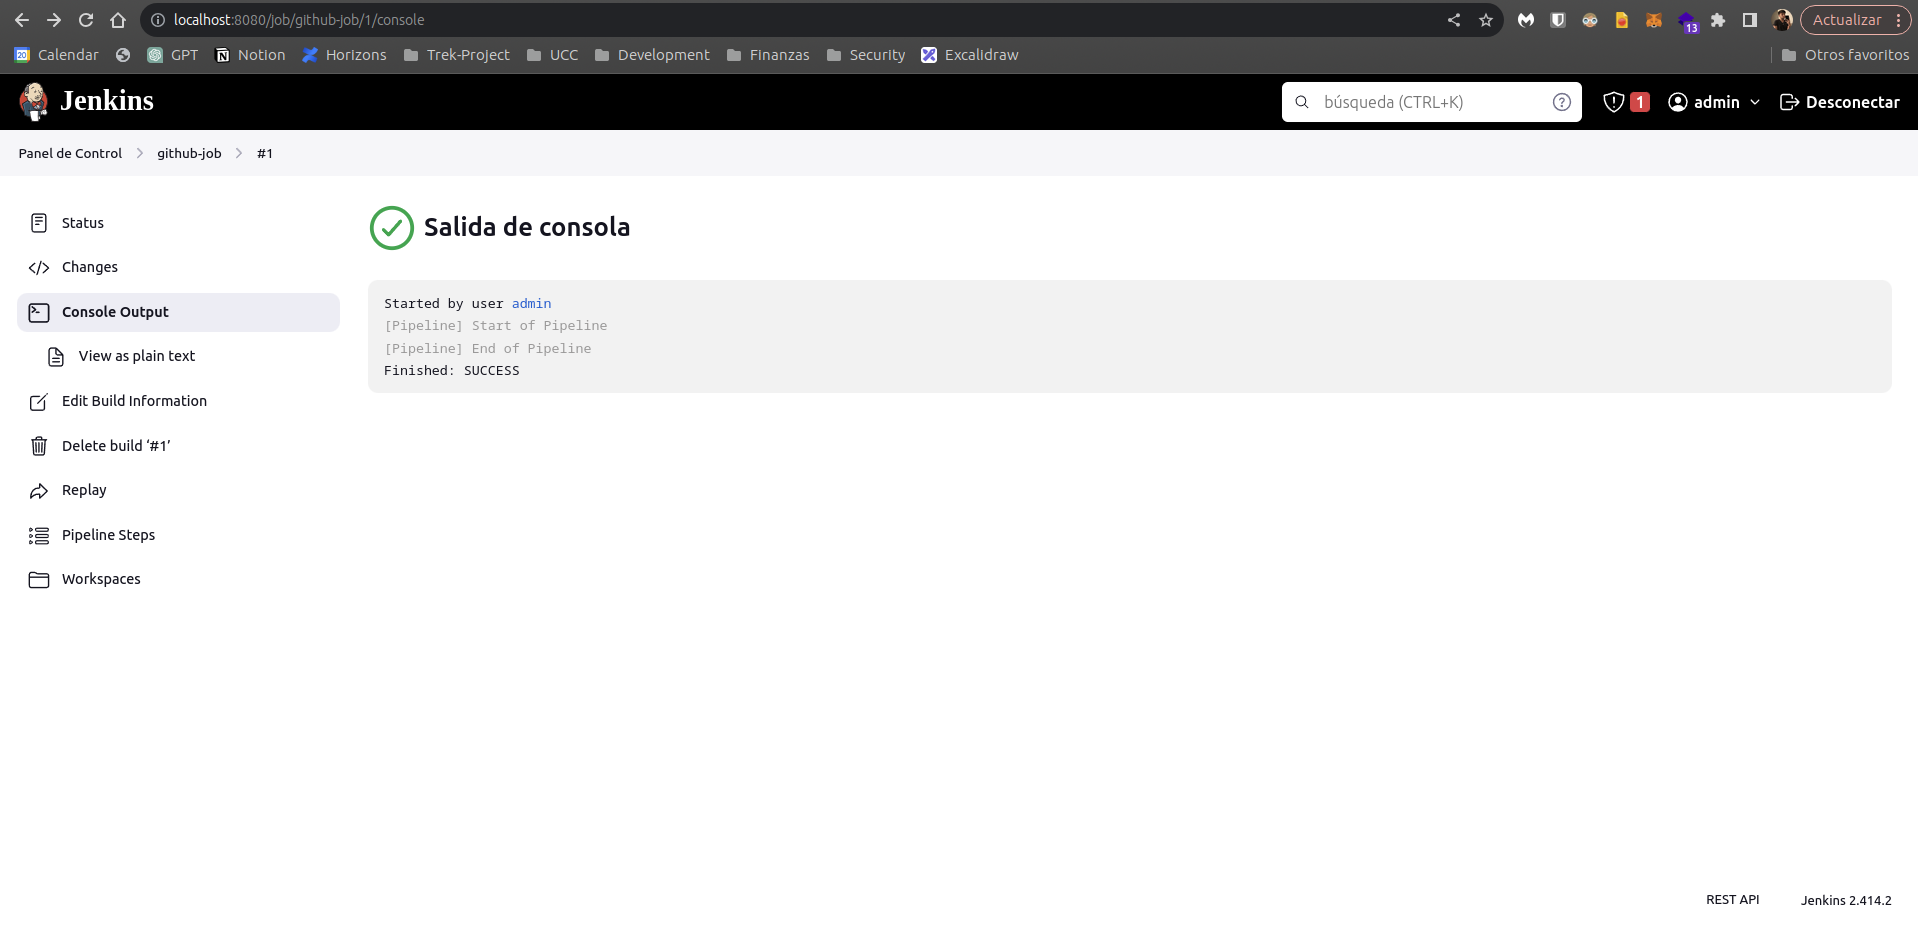 localhost:8080/job/github-job/1/console
13
Actualizar
20 Calendar
GPT
Notion
Horizons
Trek-Project
UCC
Development
Finanzas
Security
Excalidraw
Otros favoritos
Jenkins
búsqueda (CTRL+K)
1
admin
Desconectar
Panel de Control
github-job
#1
Status
Changes
Console Output
View as plain text
Edit Build Information
Delete build ‘#1’
Replay
Pipeline Steps
Workspaces
Salida de consola
Started by user admin
[Pipeline] Start of Pipeline
[Pipeline] End of Pipeline
Finished: SUCCESS
REST API
Jenkins 2.414.2